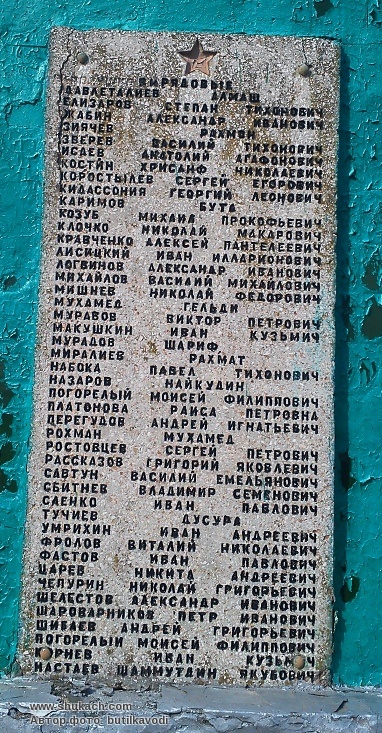 РЯДОВЫЕ
ДАВЛЕТАЛИЕВ АЛМАШ
ЕЛИЗАРОВ СТЕПАН ТИХОНОВИЧ
ЖАБИН АЛЕКСАНДР ИВАНОВИЧ
ЗИЯЧЕВ РАХМАН
ЗВЕРЕВ ВАСИЛИЙ ТИХОНОВИЧ
ИСАЕВ АНАТОЛИЙ АГАФОНОВИЧ
КОСТИН ХРИСАНФ НИКОЛАЕВИЧ
КОРОСТЫЛЕВ СЕРГЕЙ ЕГОРОВИЧ
КИДАССОНИЯ ГЕОРГИЙ ЛЕОНОВИЧ
КАРИМОВ БУТА
КОЗУБ МИХАИЛ ПРОКОФЬЕВИЧ
КЛОЧКО НИКОЛАЙ МАКАРОВИЧ
КРАВЧЕНКО АЛЕКСЕЙ ПАНТЕЛЕЕВИЧ
ЛИСИЦКИЙ ИВАН ИЛЛАРИОНОВИЧ
ЛОГВИНОВ АЛЕКСАНДР ИВАНОВИЧ
МИХАЙЛОВ ВАСИЛИЙ МИХАЙЛОВИЧ
МИШНЕВ НИКОЛАЙ ФЕДОРОВИЧ
МУХАМЕД ГЕЛЬДИ
МУРАВОВ ВИКТОР ПЕТРОВИЧ
МАКУШКИН ИВАН КУЗЬМИЧ
МУРАДОВ ШАРИФ
МИРАЛИЕВ РАХМАТ
НАБОКА ПАВЕЛ ТИХОНОВИЧ
НАЗАРОВ НАЙКУДИН
ПОГОРЕЛЫЙ МОИСЕЙ ФИЛИППОВИЧ
ПЛАТОНОВА РАИСА ПЕТРОВНА
ПЕРЕГУДОВ АНДРЕЙ ИГНАТЬЕВИЧ
РОХМАН МУХАМЕД
РОСТОВЦЕВ СЕРГЕЙ ПЕТРОВИЧ
РАССКАЗОВ ГРИГОРИЙ ЯКОВЛЕВИЧ
САВТУН ВАСИЛИЙ ЕМЕЛЬЯНОВИЧ
СБИТНЕВ ВЛАДИМИР СЕМЕНОВИЧ
САЕНКО ИВАН ПАВЛОВИЧ
ТУЧИЕВ ДУСУРА
УМРИХИН ИВАН АНДРЕЕВИЧ
ФРОЛОВ ВИТАЛИЙ НИКОЛАЕВИЧ
ФАСТОВ ИВАН ПАВЛОВИЧ
ЦАРЕВ НИКИТА АНДРЕЕВИЧ
ЧЕПУРИН НИКОЛАЙ ГРИГОРЬЕВИЧ
ШЕЛЕСТОВ АЛЕКСАНДР ИВАНОВИЧ
ШАРОВАРНИКОВ ПЕТР ИВАНОВИЧ
ШИБАЕВ АНДРЕЙ ГРИГОРЬЕВИЧ
ПОГОРЕЛЫЙ МОИСЕЙ ФИЛИППОВИЧ
КОРНЕВ ИВАН КУЗЬМИЧ
НАСТАЕВ ШАММУТДИН ЯКУБОВИЧ
www.shukach.com
Автор фото butilkavodi